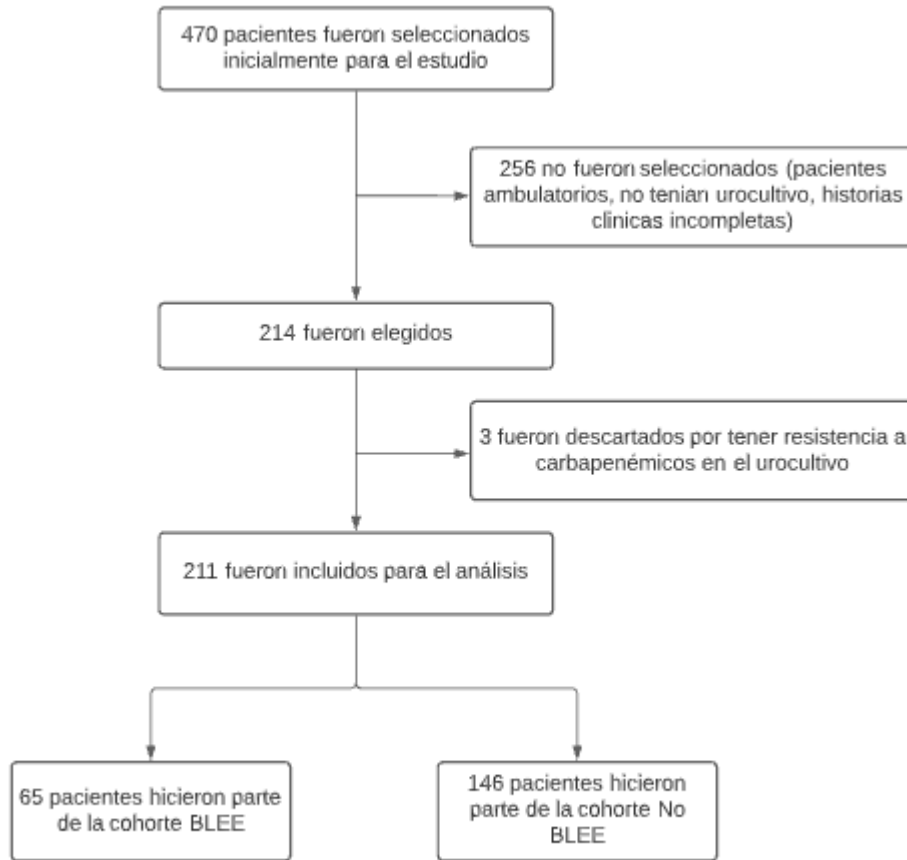 470 pacientes fueron seleccionados
inicialmente para el estudio
256 no fueron seleccionados (pacientes
ambulatorios, no tenian urocultivo, historias
clinicas incompletas)
214 fueron elegidos
3 fueron descartados por tener resistencia a
carbapenémicos en el urocultivo
211 fueron incluidos para el análisis
65 pacientes hicieron parte
de la cohorte BLEE
146 pacientes hicieron
parte de la cohorte No
BLEE